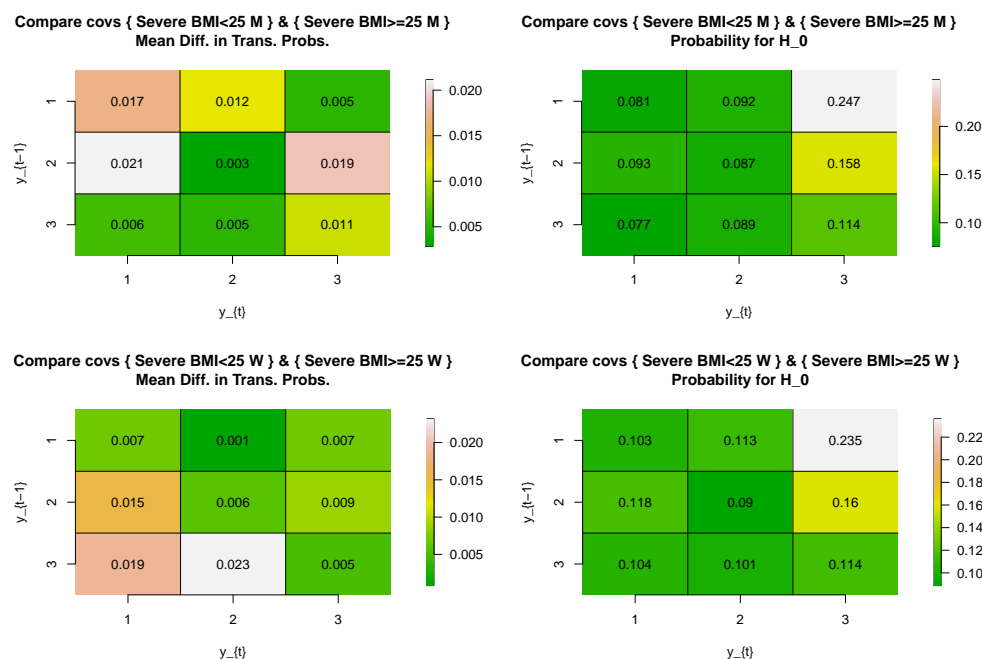 Compare covs { Severe BMI<25 M } & { Severe BMI>=25 M }
Mean Diff. in Trans. Probs.
y_{t−1}
1 0.017 0.012 0.005
2 0.021 0.003 0.019
3 0.006 0.005 0.011
1 2 3
y_{t}
0.020
0.015
0.010
0.005
Compare covs { Severe BMI<25 M } & { Severe BMI>=25 M }
Probability for H_0
y_{t−1}
1 0.081 0.092 0.247
2 0.093 0.087 0.158
3 0.077 0.089 0.114
1 2 3
y_{t}
0.20
0.15
0.10
Compare covs { Severe BMI<25 W } & { Severe BMI>=25 W }
Mean Diff. in Trans. Probs.
y_{t−1}
1 0.007 0.001 0.007
2 0.015 0.006 0.009
3 0.019 0.023 0.005
1 2 3
y_{t}
0.020
0.015
0.010
0.005
Compare covs { Severe BMI<25 W } & { Severe BMI>=25 W }
Probability for H_0
y_{t−1}
1 0.103 0.113 0.235
2 0.118 0.09 0.16
3 0.104 0.101 0.114
1 2 3
y_{t}
0.22
0.20
0.18
0.16
0.14
0.12
0.10